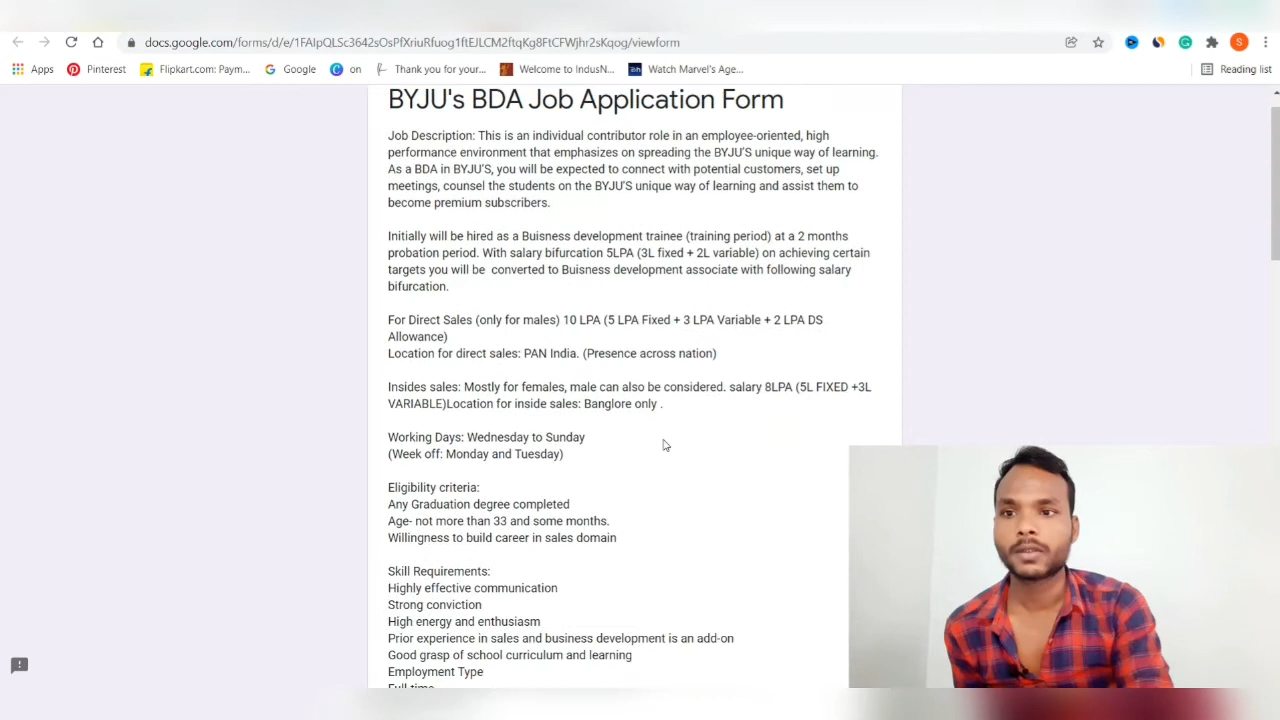 docs.google.com/forms/d/e/1FAIpQLSc3642sOsPfXriuRfuog1ftEJLCM2ftqKg8FtCFWjhr2sKqog/viewform
S
Apps
Pinterest
Flipkart.com: Paym...
Google
on
Thank you for your...
Welcome to IndusN...
Watch Marvel's Age...
Reading list
BYJU's BDA Job Application Form
Job Description: This is an individual contributor role in an employee-oriented, high
performance environment that emphasizes on spreading the BYJU'S unique way of learning.
As a BDA in BYJU'S, you will be expected to connect with potential customers, set up
meetings, counsel the students on the BYJU'S unique way of learning and assist them to
become premium subscribers.
Initially will be hired as a Buisness development trainee (training period) at a 2 months
probation period. With salary bifurcation 5LPA (3L fixed + 2L variable) on achieving certain
targets you will be converted to Buisness development associate with following salary
bifurcation.
For Direct Sales (only for males) 10 LPA (5 LPA Fixed + 3 LPA Variable + 2 LPA DS
Allowance)
Location for direct sales: PAN India. (Presence across nation)
Insides sales: Mostly for females, male can also be considered. salary 8LPA (5L FIXED +3L
VARIABLE)Location for inside sales: Banglore only .
Working Days: Wednesday to Sunday
(Week off: Monday and Tuesday)
Eligibility criteria:
Any Graduation degree completed
Age- not more than 33 and some months.
Willingness to build career in sales domain
Skill Requirements:
Highly effective communication
Strong conviction
High energy and enthusiasm
Prior experience in sales and business development is an add-on
Good grasp of school curriculum and learning
Employment Type
Full-time